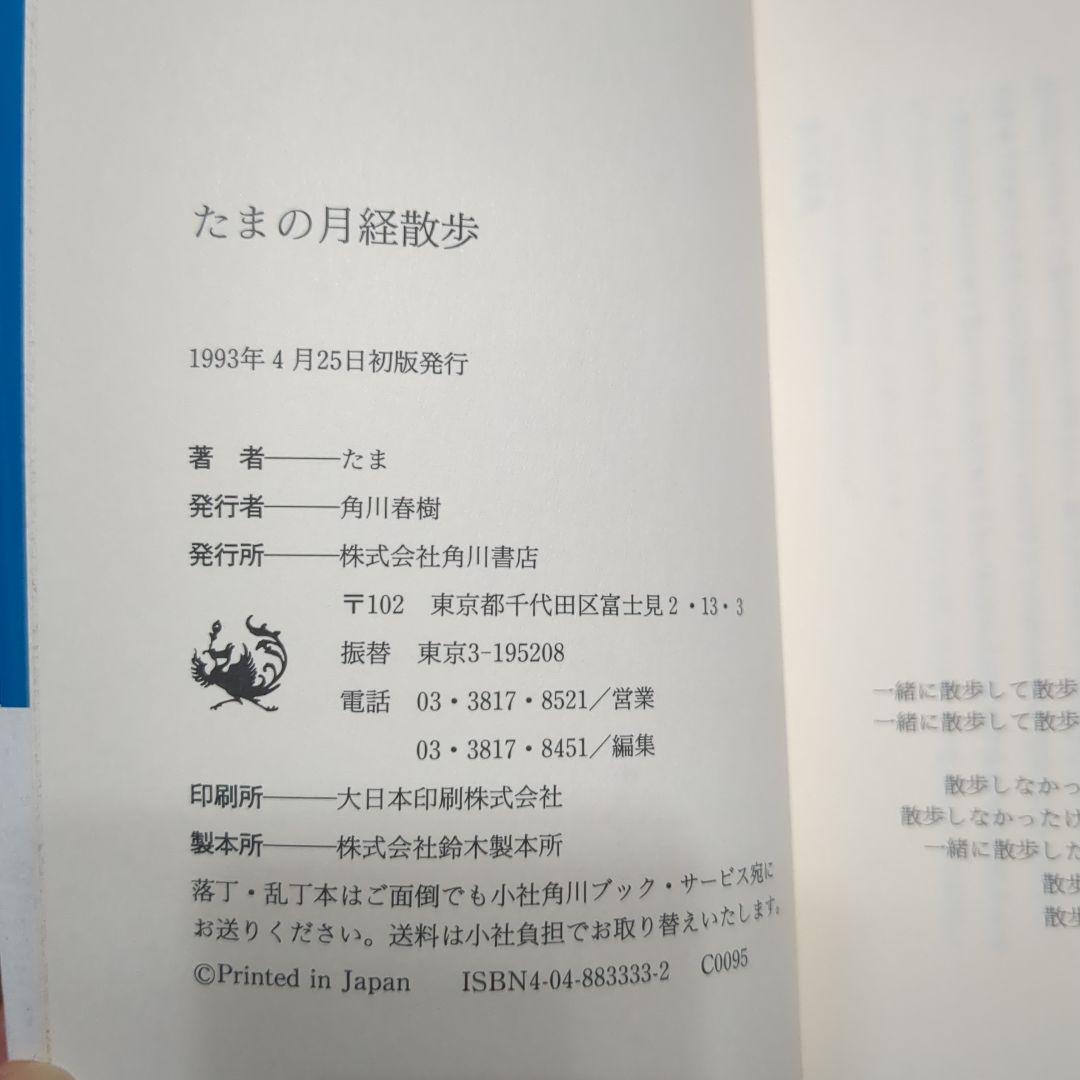 たまの月経散歩
1993年4月25日初版発行
著 者───たま
発行者───角川春樹
発行所───株式会社角川書店
〒102 東京都千代田区富士見2・13・3
振替 東京3-195208
電話 03・3817・8521/営業
03・3817・8451/編集
印刷所───大日本印刷株式会社
製本所───株式会社鈴木製本所
落丁・乱丁本はご面倒でも小社角川ブック・サービス宛に
お送りください。送料は小社負担でお取り替えいたします。
©Printed in Japan ISBN4-04-883333-2 C0095
一緒に散歩して散歩
一緒に散歩して散歩
散歩しなかっ
散歩しなかったけ
一緒に散歩した
散歩
散歩